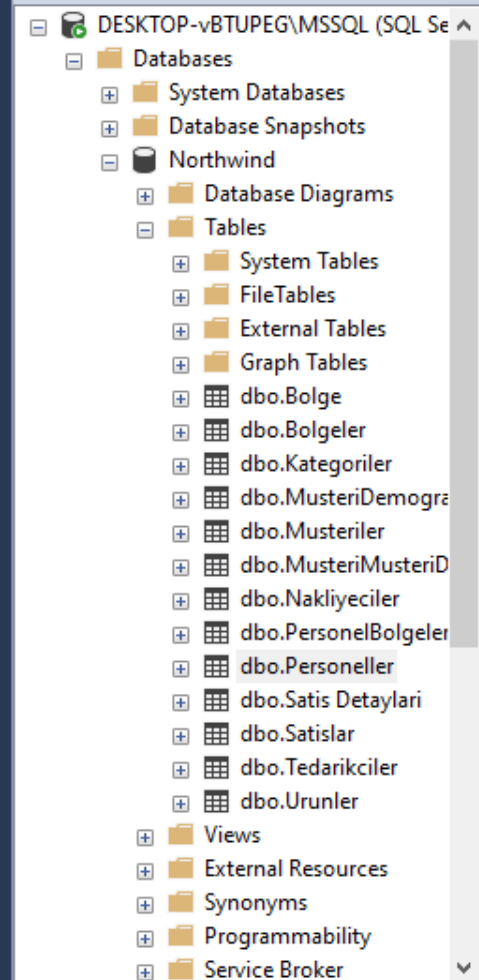 DESKTOP-vBTUPEG\MSSQL (SQL Se
Databases
System Databases
Database Snapshots
Northwind
Database Diagrams
Tables
System Tables
FileTables
External Tables
Graph Tables
dbo.Bolge
dbo.Bolgeler
dbo.Kategoriler
dbo.MusteriDemogra
dbo.Musteriler
dbo.MusteriMusteriD
dbo.Nakliyeciler
dbo.PersonelBolgeler
dbo.Personeller
dbo.Satis Detaylari
dbo.Satislar
dbo.Tedarikciler
dbo.Urunler
Views
External Resources
Synonyms
Programmability
Service Broker